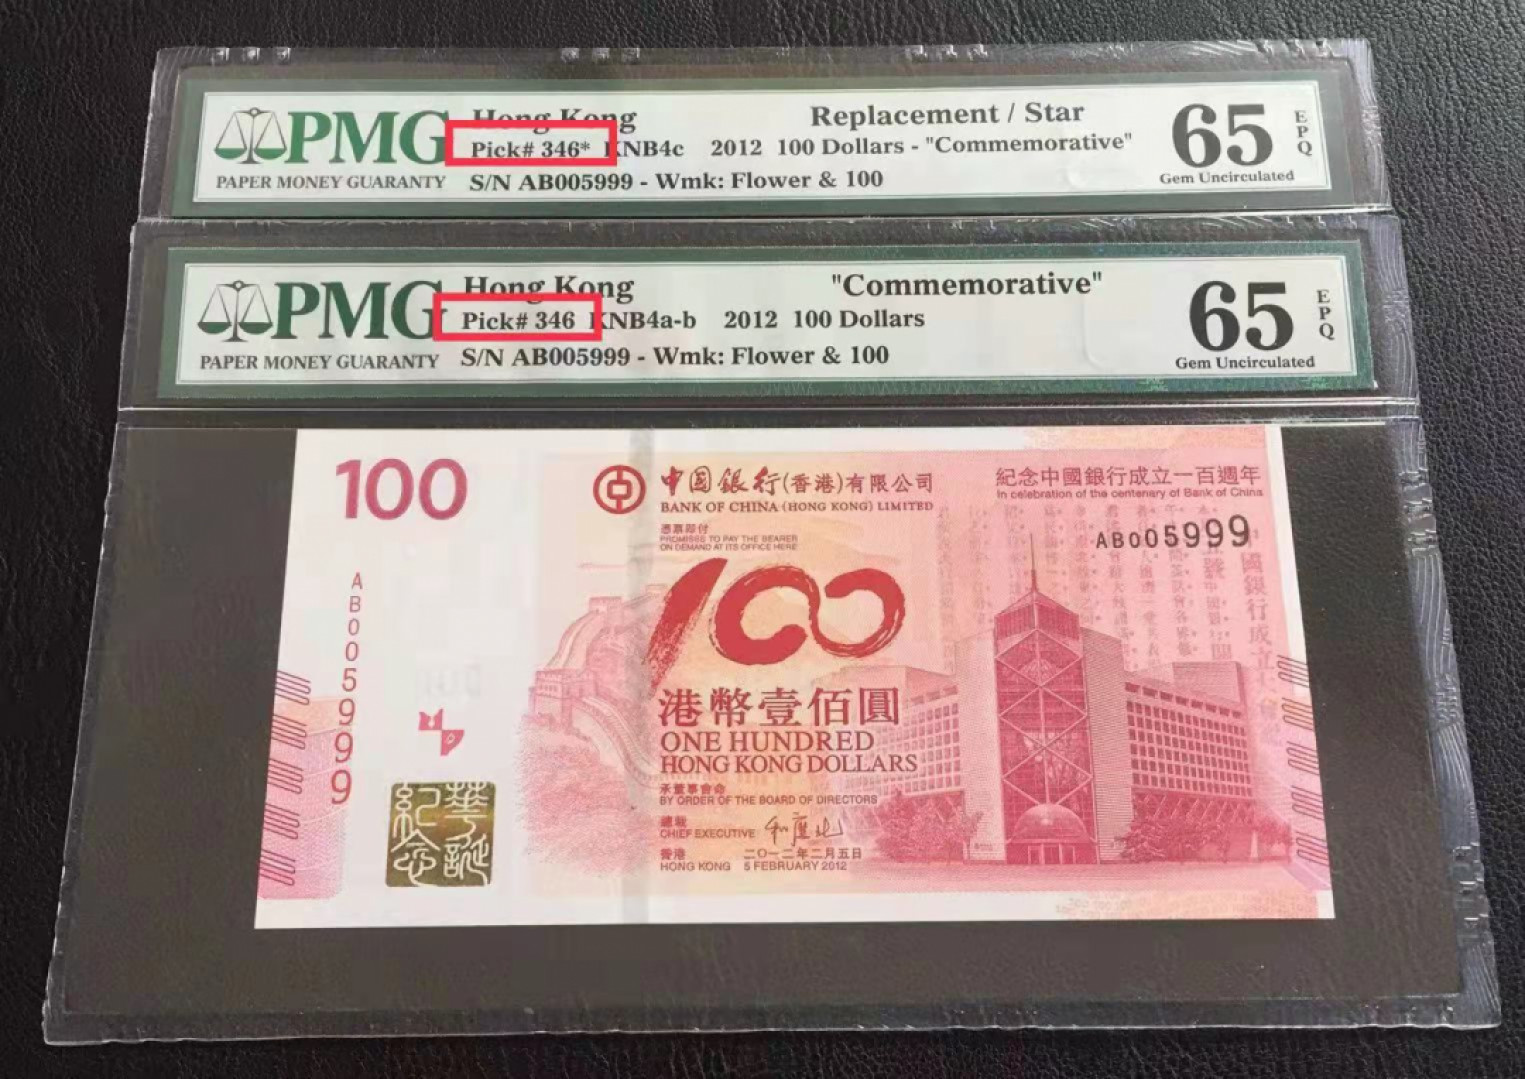 PMG
PAPER MONEY GUARANTY
Hong Kong
Pick# 346* KNB4c 2012 100 Dollars - "Commemorative"
S/N AB005999 - Wmk: Flower & 100
Replacement / Star
65
EPQ
Gem Uncirculated
PMG
PAPER MONEY GUARANTY
Hong Kong
"Commemorative"
Pick# 346 KNB4a-b 2012 100 Dollars
S/N AB005999 - Wmk: Flower & 100
65
EPQ
Gem Uncirculated
100
中国銀行(香港)有限公司
BANK OF CHINA (HONG KONG) LIMITED
紀念中國銀行成立一百週年
In celebration of the centenary of Bank of China
憑票即付
PROMISES TO PAY THE BEARER
ON DEMAND AT ITS OFFICE HERE
AB005999
100
AB005999
港幣壹佰圓
ONE HUNDRED
HONG KONG DOLLARS
承董事會命
BY ORDER OF THE BOARD OF DIRECTORS
總裁
CHIEF EXECUTIVE
香港 二〇一二年二月五日
HONG KONG 5 FEBRUARY 2012
華誕
紀念